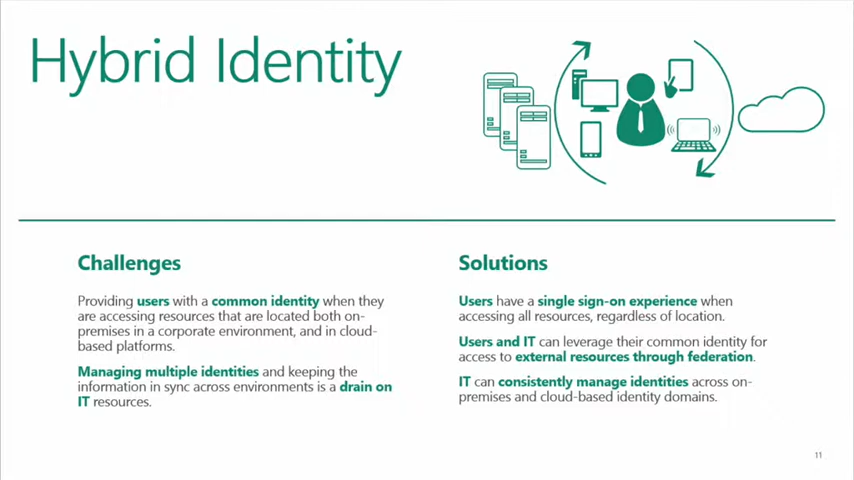 Hybrid Identity
Challenges
Providing users with a common identity when they
are accessing resources that are located both on-
premises in a corporate environment, and in cloud-
based platforms.
Managing multiple identities and keeping the
information in sync across environments is a drain on
IT resources.
Solutions
Users have a single sign-on experience when
accessing all resources, regardless of location.
Users and IT can leverage their common identity for
access to external resources through federation.
IT can consistently manage identities across on-
premises and cloud-based identity domains.
11